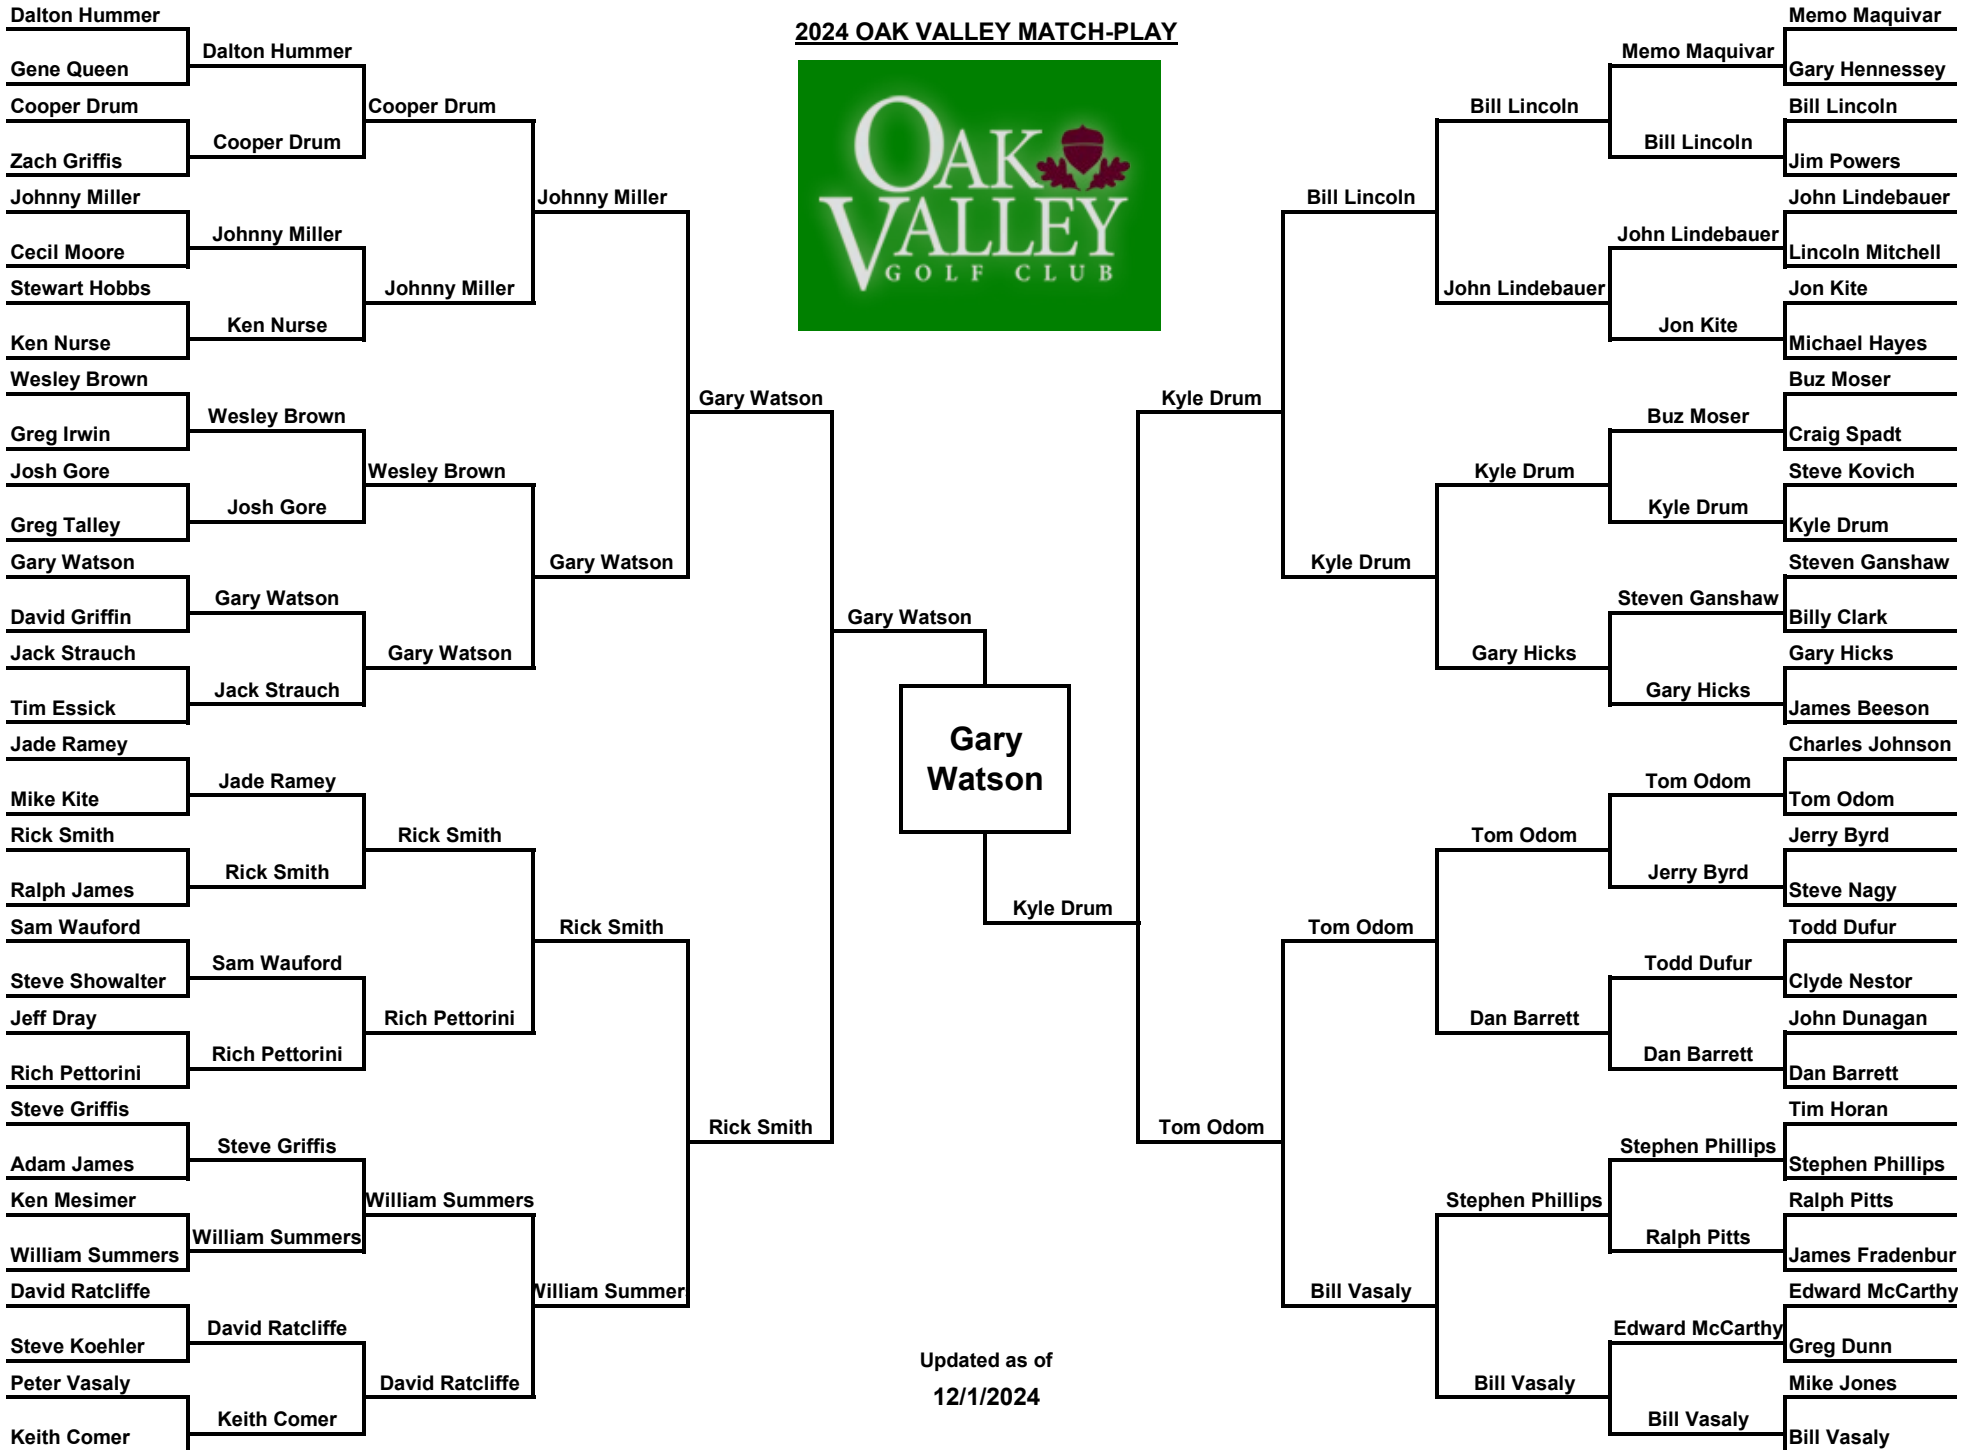 2024 OAK VALLEY MATCH-PLAY
OAK
VALLEY
GOLF CLUB
Dalton Hummer
Gene Queen
Cooper Drum
Zach Griffis
Johnny Miller
Cecil Moore
Stewart Hobbs
Ken Nurse
Wesley Brown
Greg Irwin
Josh Gore
Greg Talley
Gary Watson
David Griffin
Jack Strauch
Tim Essick
Jade Ramey
Mike Kite
Rick Smith
Ralph James
Sam Wauford
Steve Showalter
Jeff Dray
Rich Pettorini
Steve Griffis
Adam James
Ken Mesimer
William Summers
David Ratcliffe
Steve Koehler
Peter Vasaly
Keith Comer
Dalton Hummer
Cooper Drum
Johnny Miller
Ken Nurse
Wesley Brown
Josh Gore
Gary Watson
Jack Strauch
Jade Ramey
Rick Smith
Sam Wauford
Rich Pettorini
Steve Griffis
William Summers
David Ratcliffe
Keith Comer
Cooper Drum
Johnny Miller
Wesley Brown
Gary Watson
Rick Smith
Rich Pettorini
William Summers
David Ratcliffe
Johnny Miller
Gary Watson
Rick Smith
William Summer
Gary Watson
Rick Smith
Gary Watson
Gary
Watson
Kyle Drum
Updated as of
12/1/2024
Kyle Drum
Tom Odom
Bill Lincoln
Kyle Drum
Tom Odom
Bill Vasaly
Bill Lincoln
John Lindebauer
Kyle Drum
Gary Hicks
Tom Odom
Dan Barrett
Stephen Phillips
Bill Vasaly
Memo Maquivar
Bill Lincoln
John Lindebauer
Jon Kite
Buz Moser
Kyle Drum
Steven Ganshaw
Gary Hicks
Tom Odom
Jerry Byrd
Todd Dufur
Dan Barrett
Stephen Phillips
Ralph Pitts
Edward McCarthy
Bill Vasaly
Memo Maquivar
Gary Hennessey
Bill Lincoln
Jim Powers
John Lindebauer
Lincoln Mitchell
Jon Kite
Michael Hayes
Buz Moser
Craig Spadt
Steve Kovich
Kyle Drum
Steven Ganshaw
Billy Clark
Gary Hicks
James Beeson
Charles Johnson
Tom Odom
Jerry Byrd
Steve Nagy
Todd Dufur
Clyde Nestor
John Dunagan
Dan Barrett
Tim Horan
Stephen Phillips
Ralph Pitts
James Fradenbur
Edward McCarthy
Greg Dunn
Mike Jones
Bill Vasaly